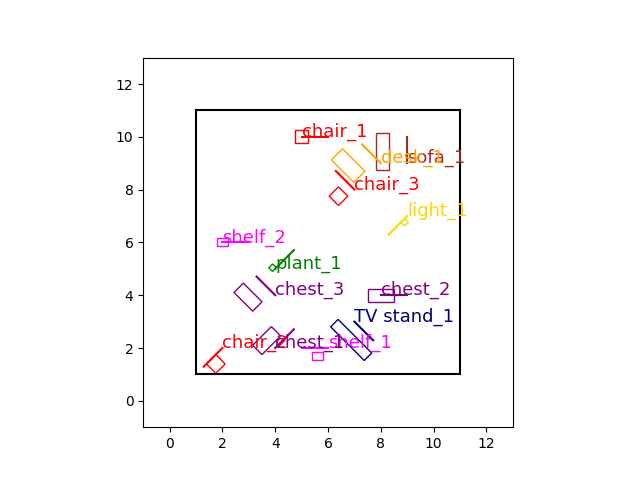 12
10
8
6
4
2
0
chair_1
desk_1
sofa_1
chair_3
light_1
shelf_2
plant_1
chest_3
chest_2
TV stand_1
chair_2
chest_1
shelf_1
0 2 4 6 8 10 12